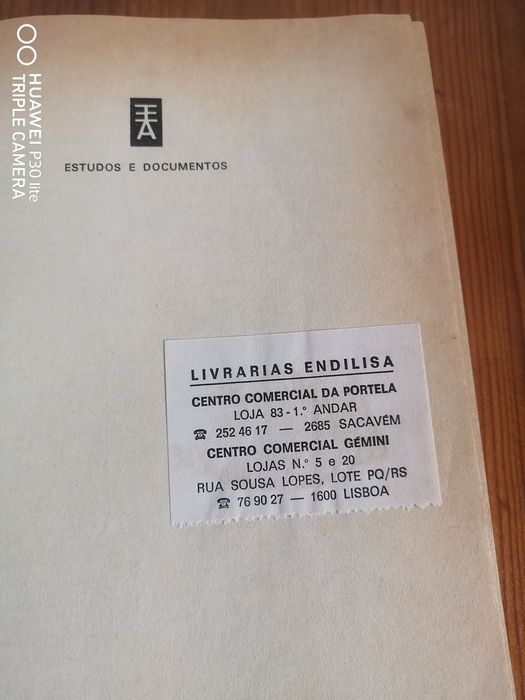 HUAWEI P30 lite
TRIPLE CAMERA
ESTUDOS E DOCUMENTOS
LIVRARIAS ENDILISA
CENTRO COMERCIAL DA PORTELA
LOJA 83 - 1.º ANDAR
☎ 252 46 17 — 2685 SACAVÉM
CENTRO COMERCIAL GÉMINI
LOJAS N.º 5 e 20
RUA SOUSA LOPES, LOTE PQ/RS
☎ 76 90 27 — 1600 LISBOA